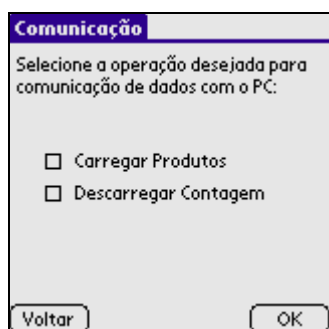 Comunicação
Selecione a operação desejada para
comunicação de dados com o PC:
Carregar Produtos
Descarregar Contagem
Voltar OK